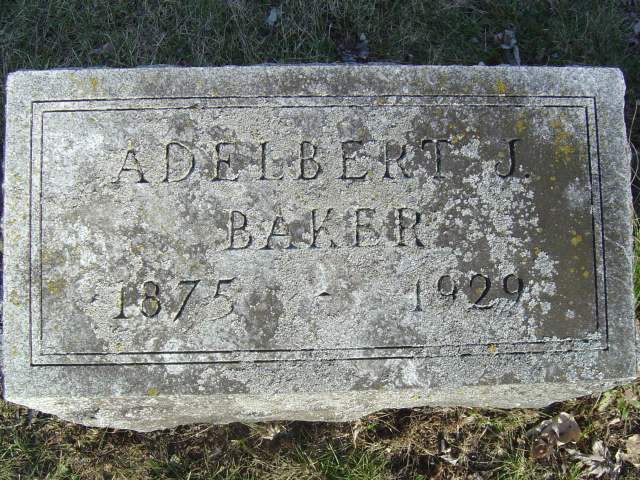 ADELBERT J.
BAKER
1875 - 1929